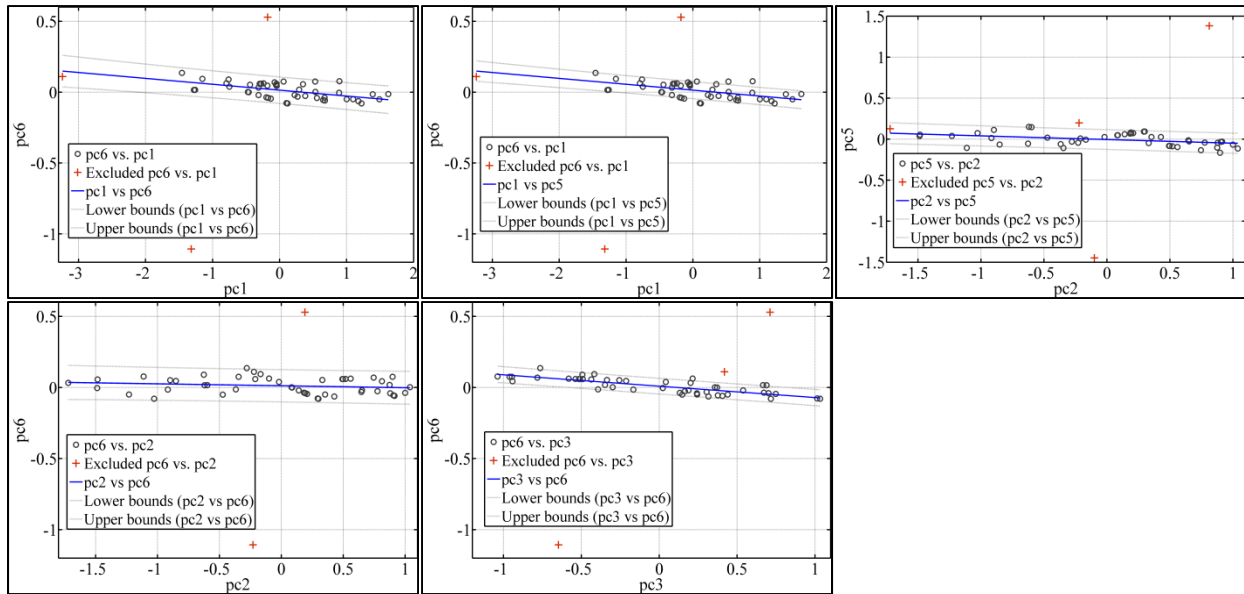 0.5
0
-0.5
-1
pc6
-3
-2
-1
0
1
2
pc1
pc6 vs. pc1
Excluded pc6 vs. pc1
pc1 vs pc6
Lower bounds (pc1 vs pc6)
Upper bounds (pc1 vs pc6)
0.5
0
-0.5
-1
pc6
-3
-2
-1
0
1
2
pc1
pc6 vs. pc1
Excluded pc6 vs. pc1
pc1 vs pc5
Lower bounds (pc1 vs pc5)
Upper bounds (pc1 vs pc5)
1.5
1
0.5
0
-0.5
-1
-1.5
pc5
-1.5
-1
-0.5
0
0.5
1
pc2
pc5 vs. pc2
Excluded pc5 vs. pc2
pc2 vs pc5
Lower bounds (pc2 vs pc5)
Upper bounds (pc2 vs pc5)
0.5
0
-0.5
-1
pc6
-1.5
-1
-0.5
0
0.5
1
pc2
pc6 vs. pc2
Excluded pc6 vs. pc2
pc2 vs pc6
Lower bounds (pc2 vs pc6)
Upper bounds (pc2 vs pc6)
0.5
0
-0.5
-1
pc6
-1
-0.5
0
0.5
1
pc3
pc6 vs. pc3
Excluded pc6 vs. pc3
pc3 vs pc6
Lower bounds (pc3 vs pc6)
Upper bounds (pc3 vs pc6)